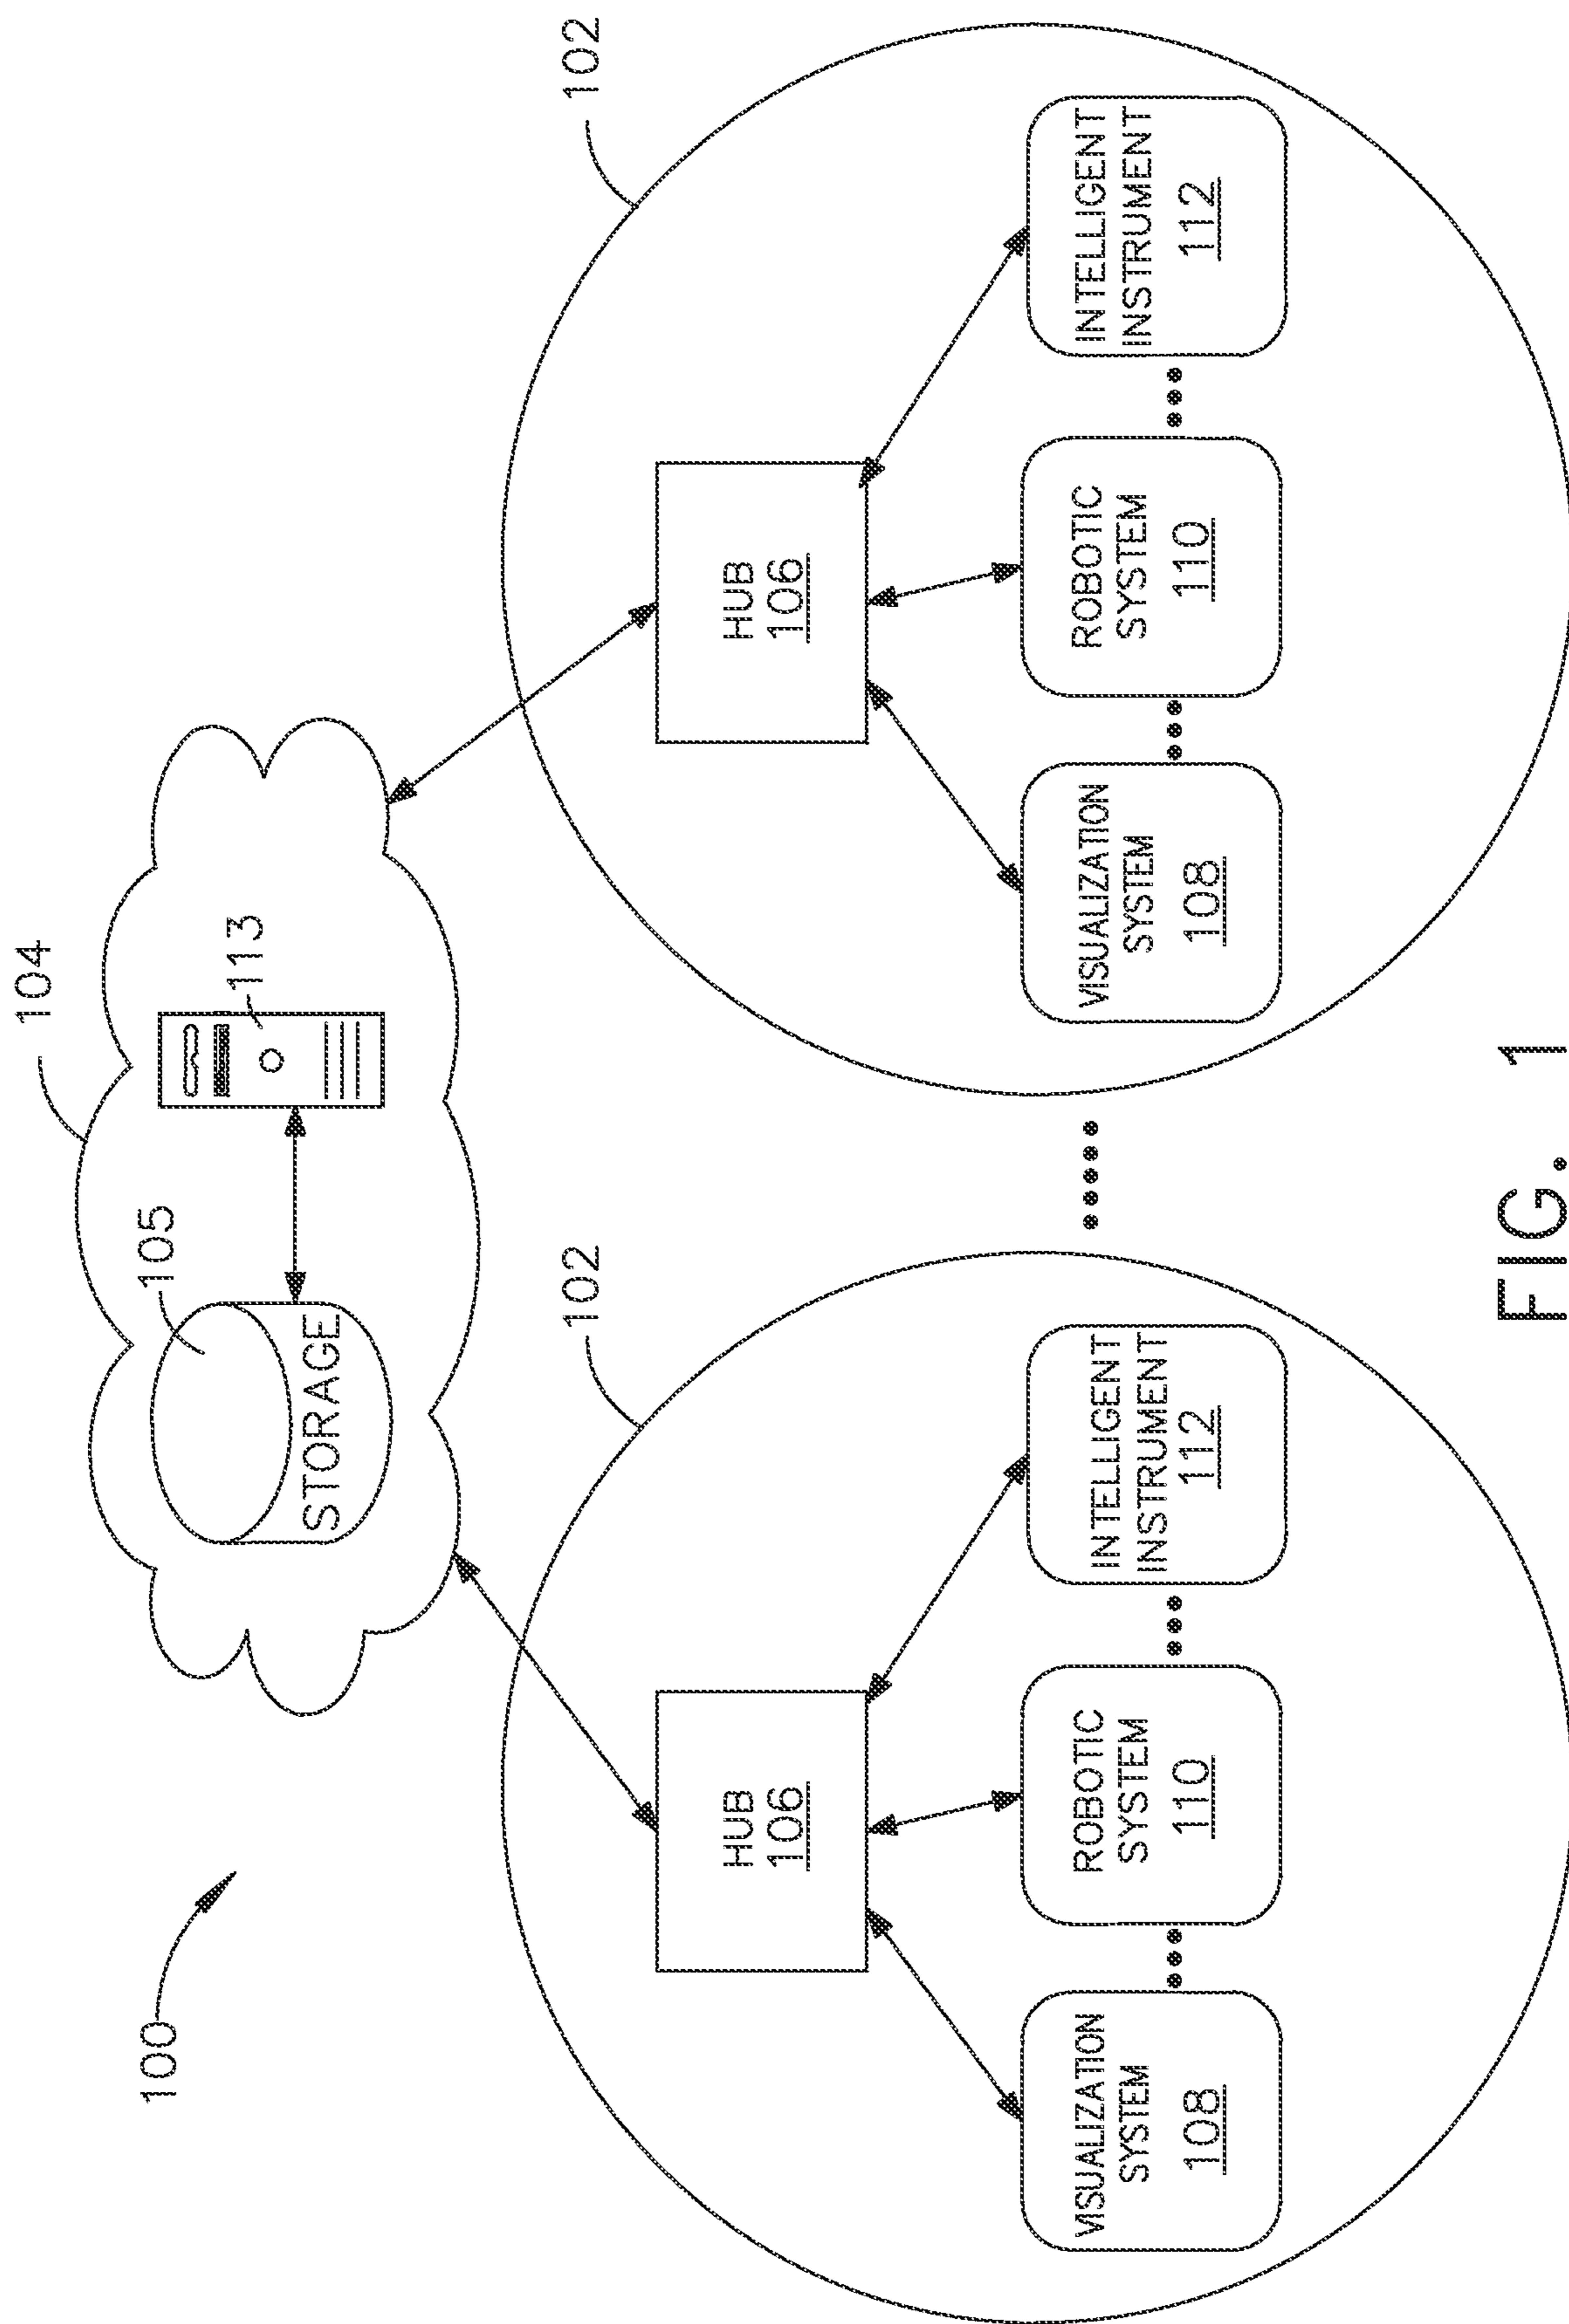 100
104
105
STORAGE
113
102
HUB
106
VISUALIZATION
SYSTEM
108
ROBOTIC
SYSTEM
110
INTELLIGENT
INSTRUMENT
112
102
HUB
106
VISUALIZATION
SYSTEM
108
ROBOTIC
SYSTEM
110
INTELLIGENT
INSTRUMENT
112
FIG. 1